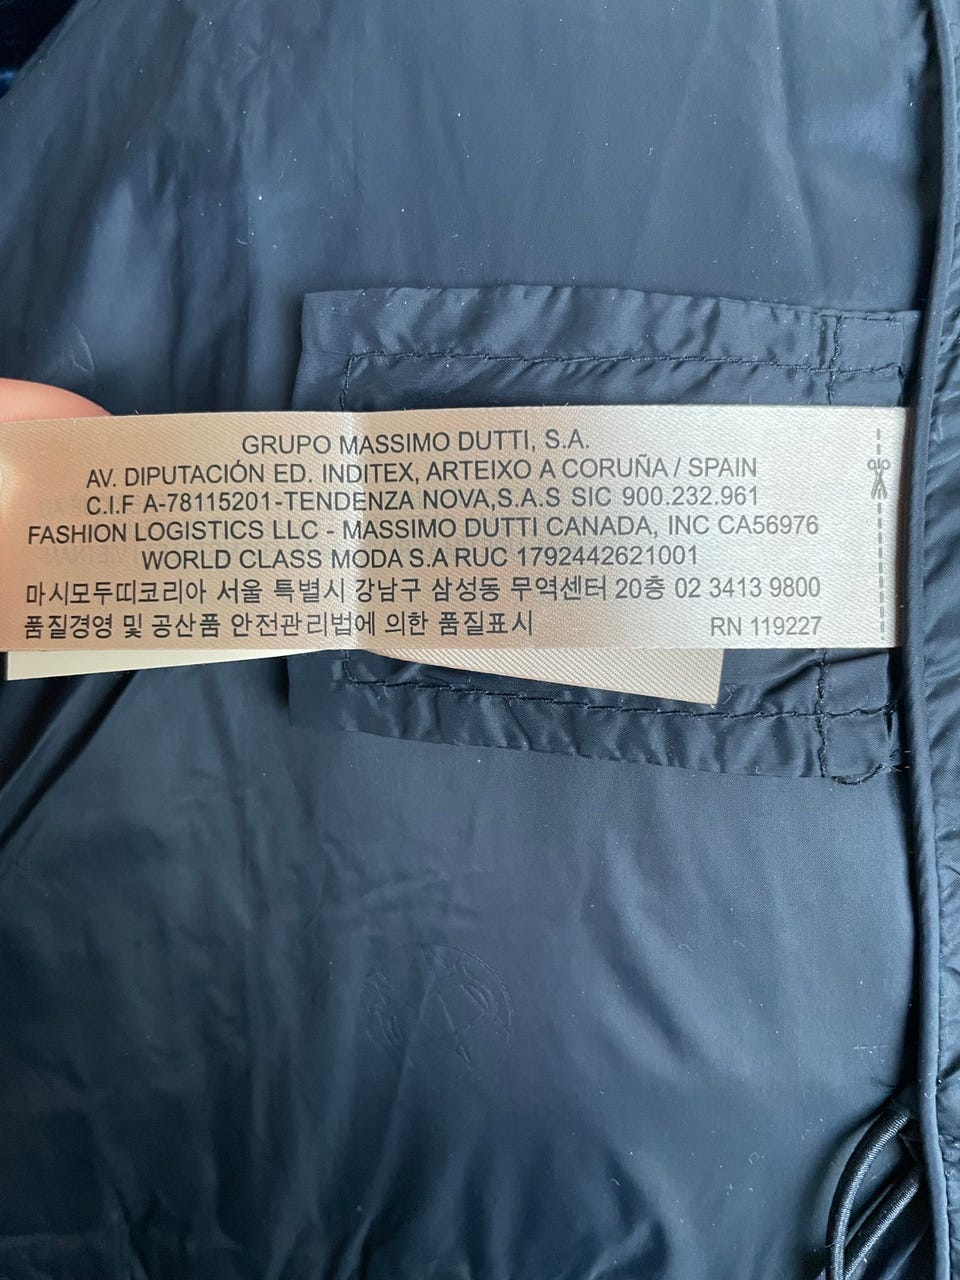 GRUPO MASSIMO DUTTI, S.A.
AV. DIPUTACIÓN ED. INDITEX, ARTEIXO A CORUÑA / SPAIN
C.I.F A-78115201-TENDENZA NOVA,S.A.S SIC 900.232.961
FASHION LOGISTICS LLC - MASSIMO DUTTI CANADA, INC CA56976
WORLD CLASS MODA S.A RUC 1792442621001
마시모두띠코리아 서울 특별시 강남구 삼성동 무역센터 20층 02 3413 9800
품질경영 및 공산품 안전관리법에 의한 품질표시 RN 119227